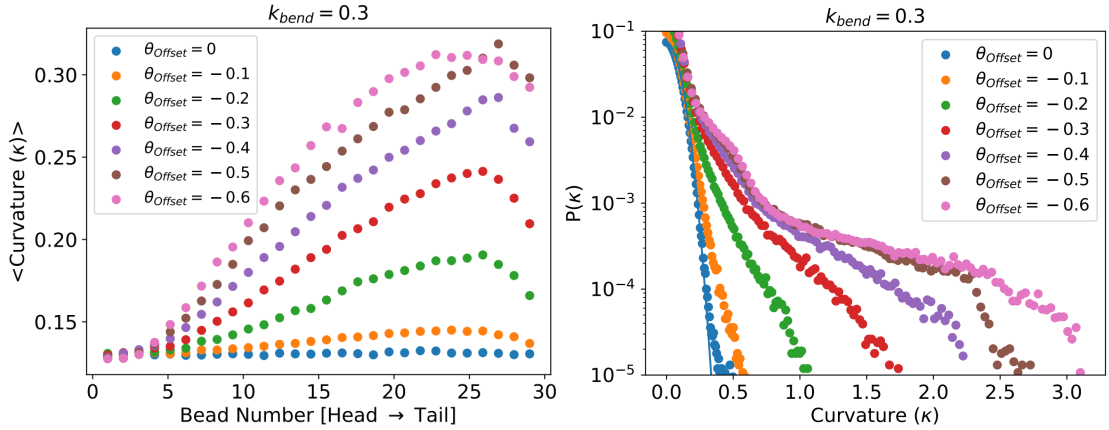 k_bend = 0.3
θ_Offset = 0
θ_Offset = −0.1
θ_Offset = −0.2
θ_Offset = −0.3
θ_Offset = −0.4
θ_Offset = −0.5
θ_Offset = −0.6
0.30
0.25
0.20
0.15
<Curvature (κ)>
0 5 10 15 20 25 30
Bead Number [Head → Tail]
k_bend = 0.3
θ_Offset = 0
θ_Offset = −0.1
θ_Offset = −0.2
θ_Offset = −0.3
θ_Offset = −0.4
θ_Offset = −0.5
θ_Offset = −0.6
10⁻¹
10⁻²
10⁻³
10⁻⁴
10⁻⁵
P(κ)
0.0 0.5 1.0 1.5 2.0 2.5 3.0
Curvature (κ)